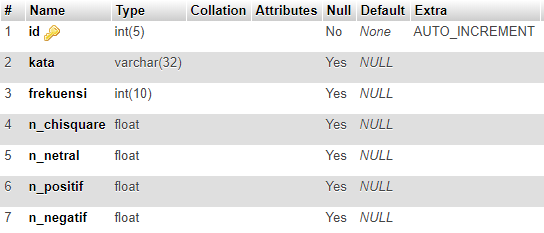 # Name Type Collation Attributes Null Default Extra
1 id int(5) No None AUTO_INCREMENT
2 kata varchar(32) Yes NULL
3 frekuensi int(10) Yes NULL
4 n_chisquare float Yes NULL
5 n_netral float Yes NULL
6 n_positif float Yes NULL
7 n_negatif float Yes NULL